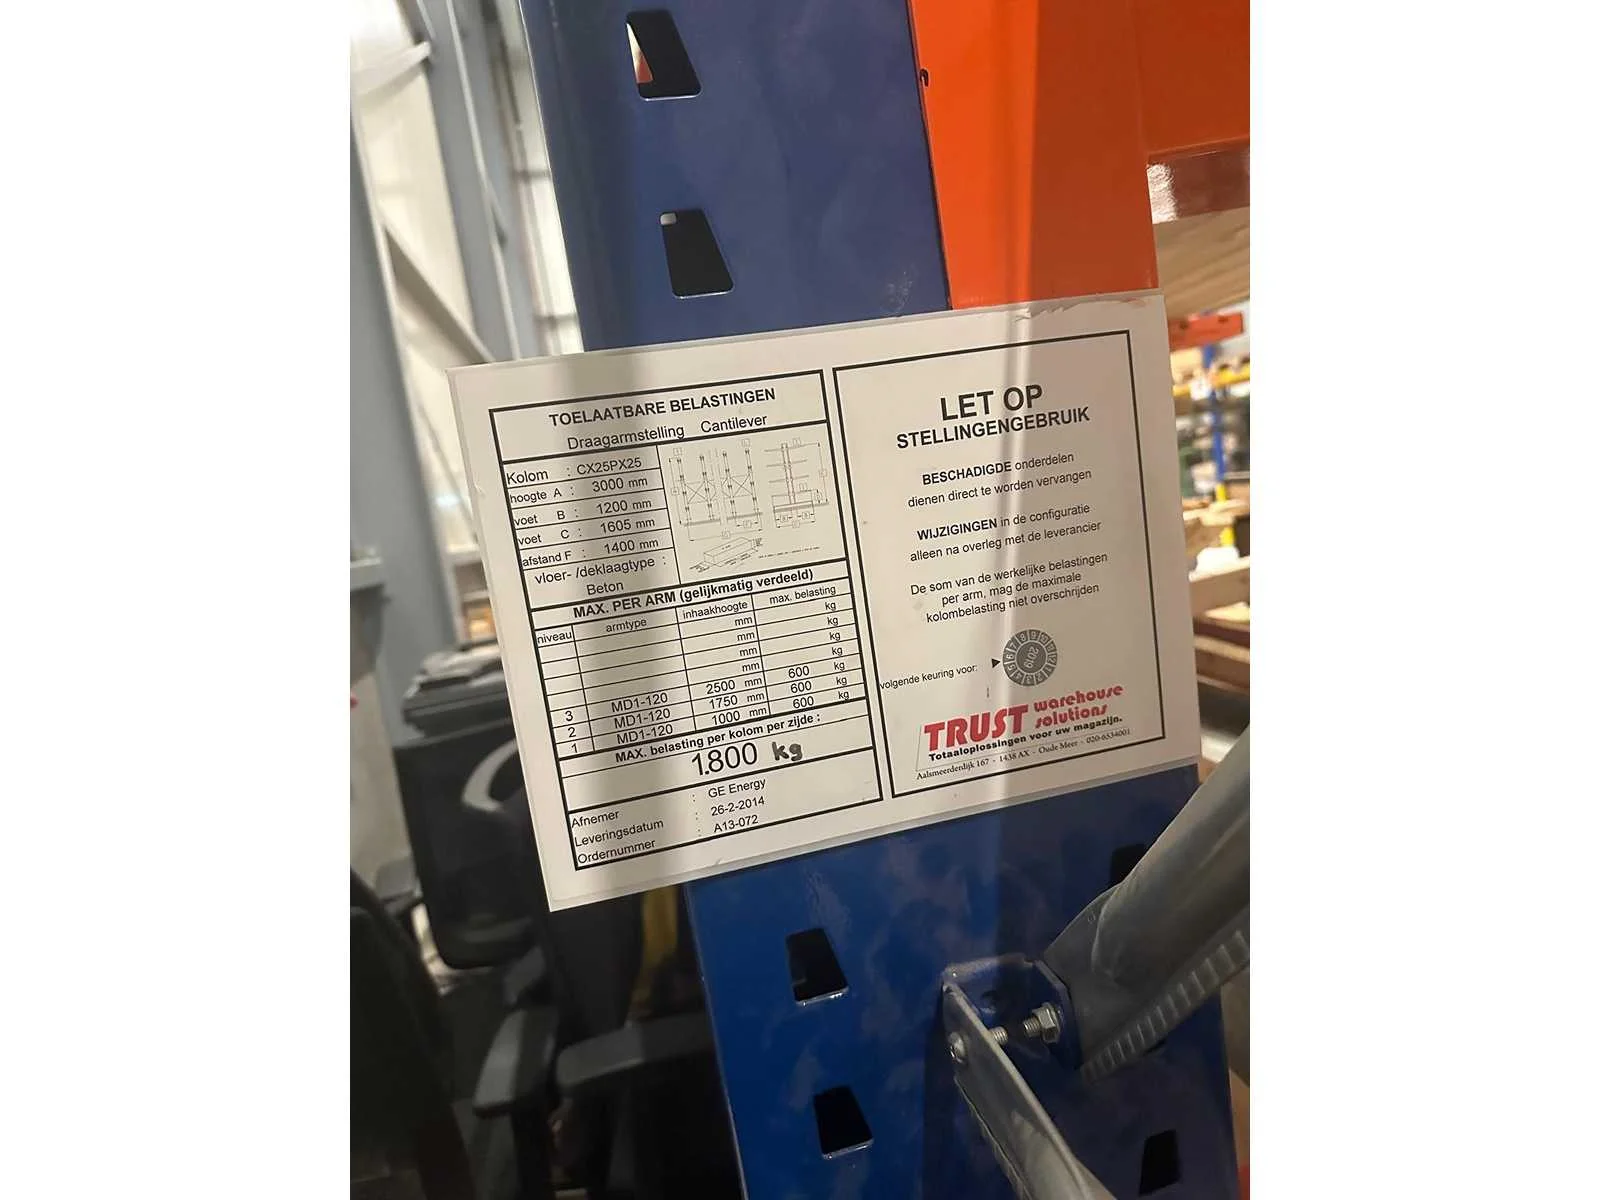 TOELAATBARE BELASTINGEN
Draagarmstelling Cantilever
Kolom : CX25PX25
hoogte A : 3000 mm
voet B : 1200 mm
voet C : 1605 mm
afstand F : 1400 mm
vloer- /deklaagtype :
Beton
MAX. PER ARM (gelijkmatig verdeeld)
niveau armtype inhaakhoogte max. belasting
mm kg
mm kg
mm kg
mm kg
3 MD1-120 2500 mm 600 kg
2 MD1-120 1750 mm 600 kg
1 MD1-120 1000 mm 600 kg
MAX. belasting per kolom per zijde :
1.800 kg
Afnemer : GE Energy
Leveringsdatum : 26-2-2014
Ordernummer : A13-072
LET OP
STELLINGENGEBRUIK
BESCHADIGDE onderdelen
dienen direct te worden vervangen
WIJZIGINGEN in de configuratie
alleen na overleg met de leverancier
De som van de werkelijke belastingen
per arm, mag de maximale
kolombelasting niet overschrijden
volgende keuring voor:
2019
TRUST warehouse
solutions
Totaaloplossingen voor uw magazijn.
Aalsmeerderdijk 167 - 1438 AX - Oude Meer - 020-6534001